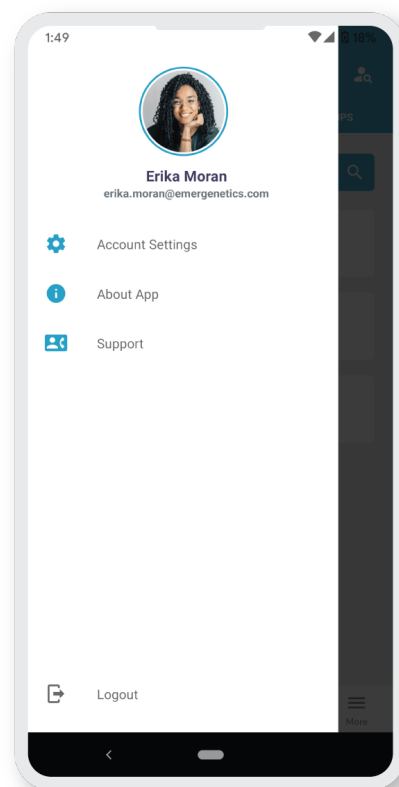 1:49
18%
Erika Moran
erika.moran@emergenetics.com
Account Settings
About App
Support
Logout
More